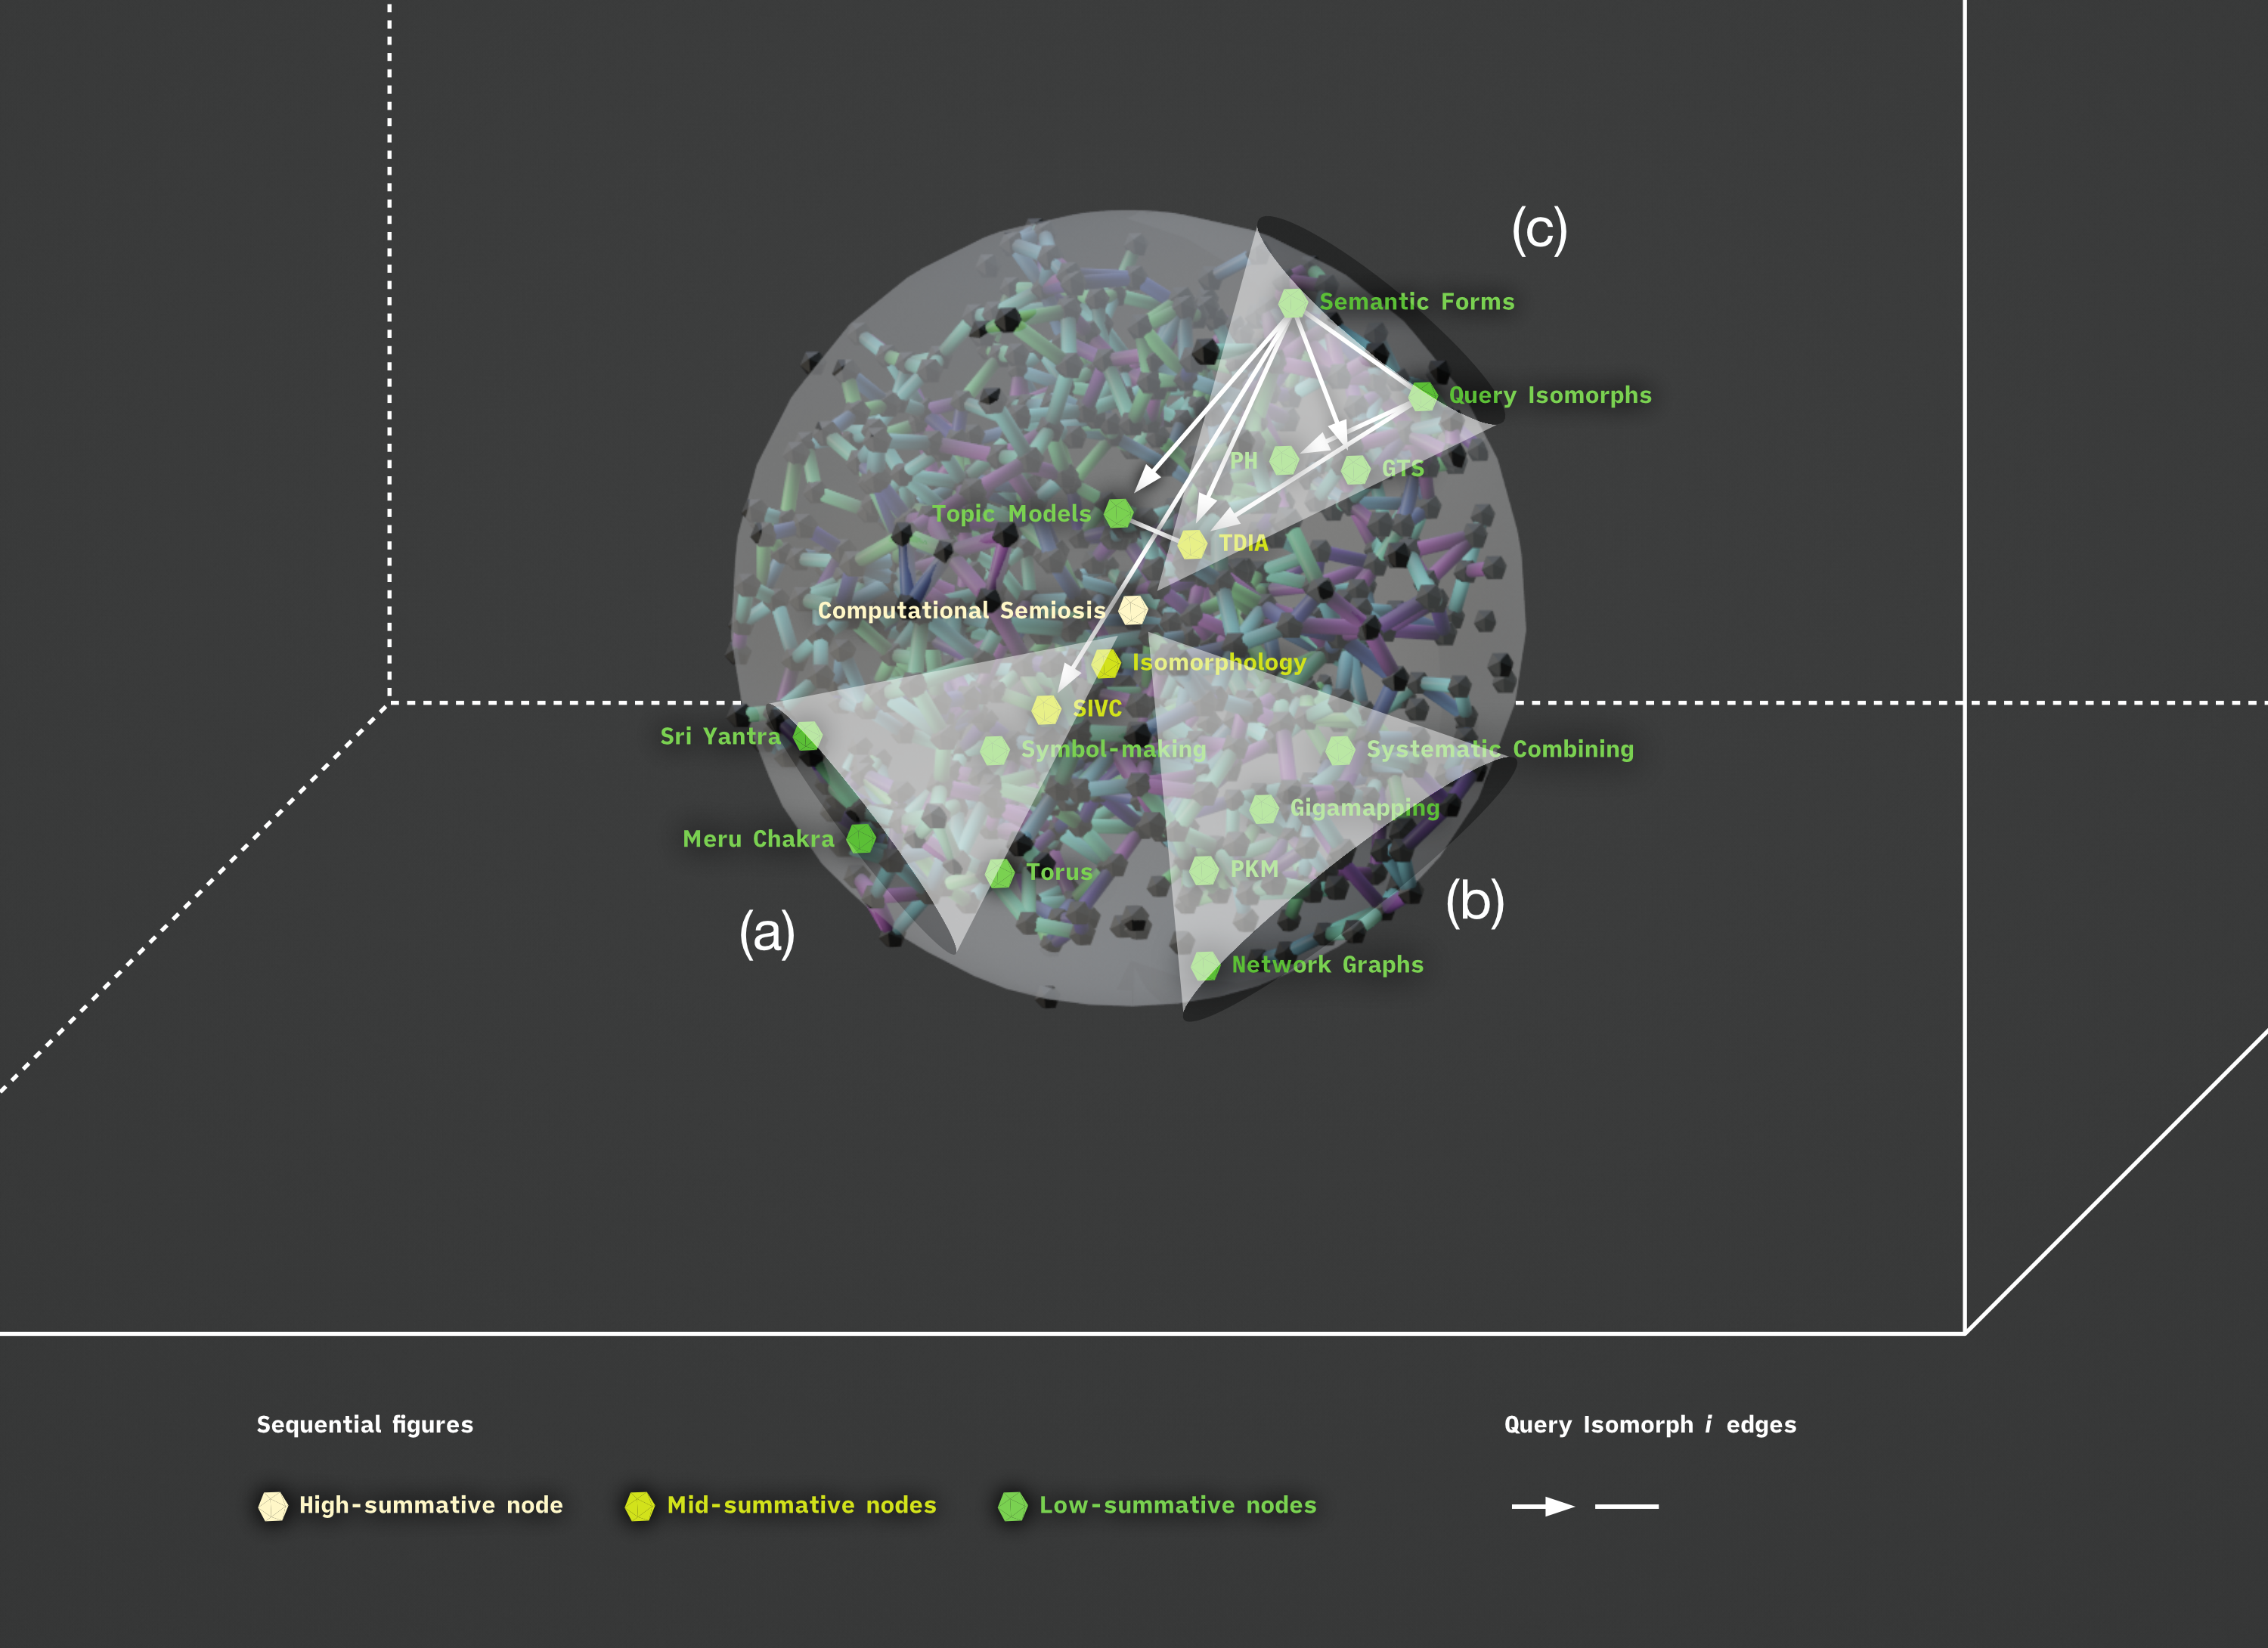 (c)
Semantic Forms
Query Isomorphs
PH
GTS
Topic Models
TDIA
Computational Semiosis
Isomorphology
SIVC
Sri Yantra
Symbol-making
Systematic Combining
Gigamapping
Meru Chakra
Torus
PKM
(b)
(a)
Network Graphs
Sequential figures
Query Isomorph i edges
High-summative node
Mid-summative nodes
Low-summative nodes